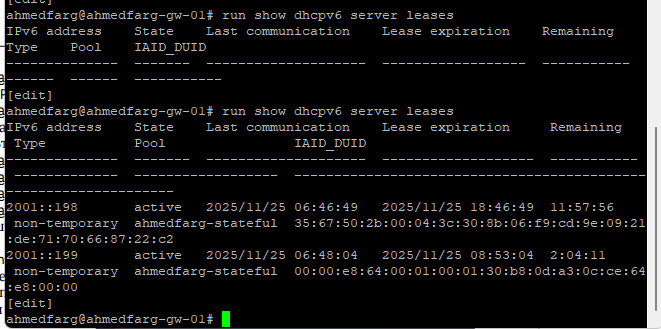 [edit]
ahmedfarg@ahmedfarg-gw-01# run show dhcpv6 server leases
IPv6 address    State    Last communication    Lease expiration    Remaining
Type    Pool    IAID_DUID
--------------  -------  --------------------  ------------------  -----------
------  ------  -----------
[edit]
ahmedfarg@ahmedfarg-gw-01# run show dhcpv6 server leases
IPv6 address    State    Last communication    Lease expiration     Remaining
 Type           Pool                IAID_DUID
--------------  -------  --------------------  -------------------  -----------
 -------------  ------------------  --------------------------------------------
---------------------
2001::198       active   2025/11/25 06:46:49   2025/11/25 18:46:49  11:57:56
 non-temporary  ahmedfarg-stateful  35:67:50:2b:00:04:3c:30:8b:06:f9:cd:9e:09:21
:de:71:70:66:87:22:c2
2001::199       active   2025/11/25 06:48:04   2025/11/25 08:53:04  2:04:11
 non-temporary  ahmedfarg-stateful  00:00:e8:64:00:01:00:01:30:b8:0d:a3:0c:ce:64
:e8:00:00
[edit]
ahmedfarg@ahmedfarg-gw-01#